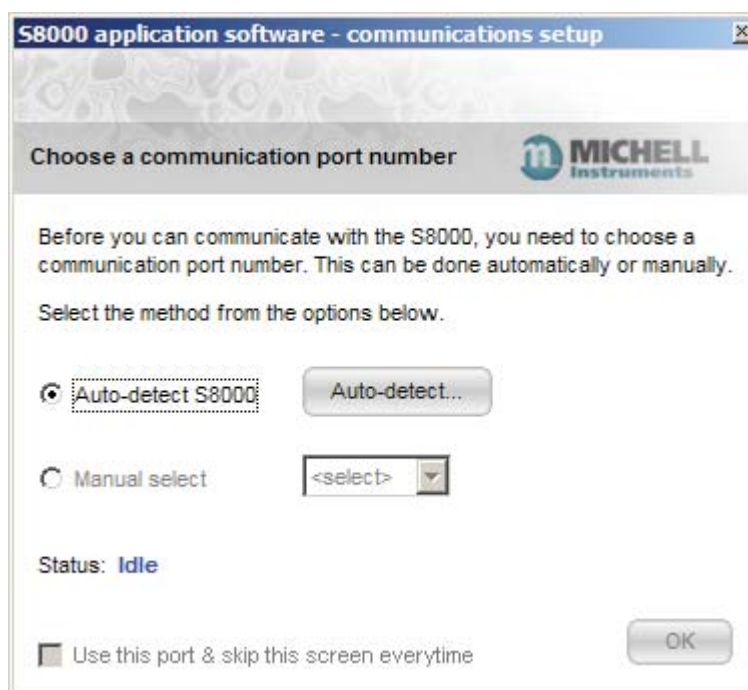 S8000 application software - communications setup
Choose a communication port number
m MICHELL
Instruments
Before you can communicate with the S8000, you need to choose a
communication port number. This can be done automatically or manually.
Select the method from the options below.
Auto-detect S8000 Auto-detect...
Manual select <select>
Status: Idle
Use this port & skip this screen everytime OK